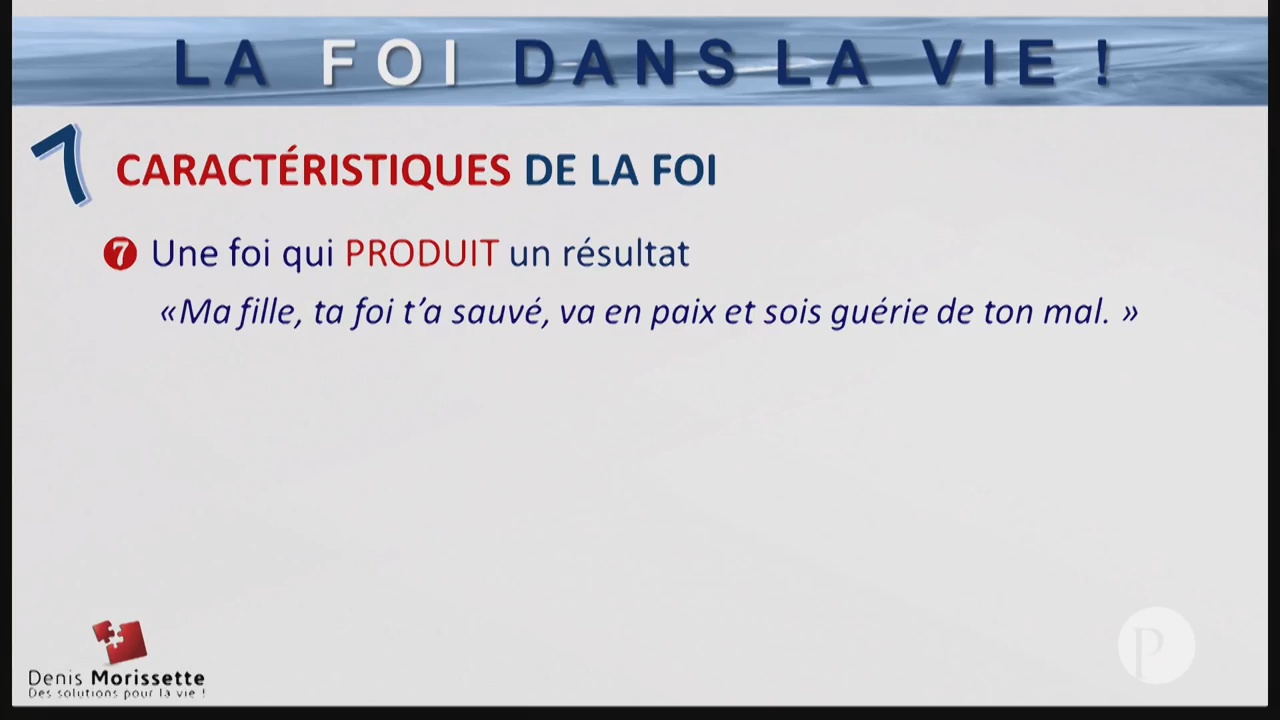 LA FOI DANS LA VIE !
7 CARACTÉRISTIQUES DE LA FOI
7 Une foi qui PRODUIT un résultat
«Ma fille, ta foi t’a sauvé, va en paix et sois guérie de ton mal. »
Denis Morissette
Des solutions pour la vie !
P